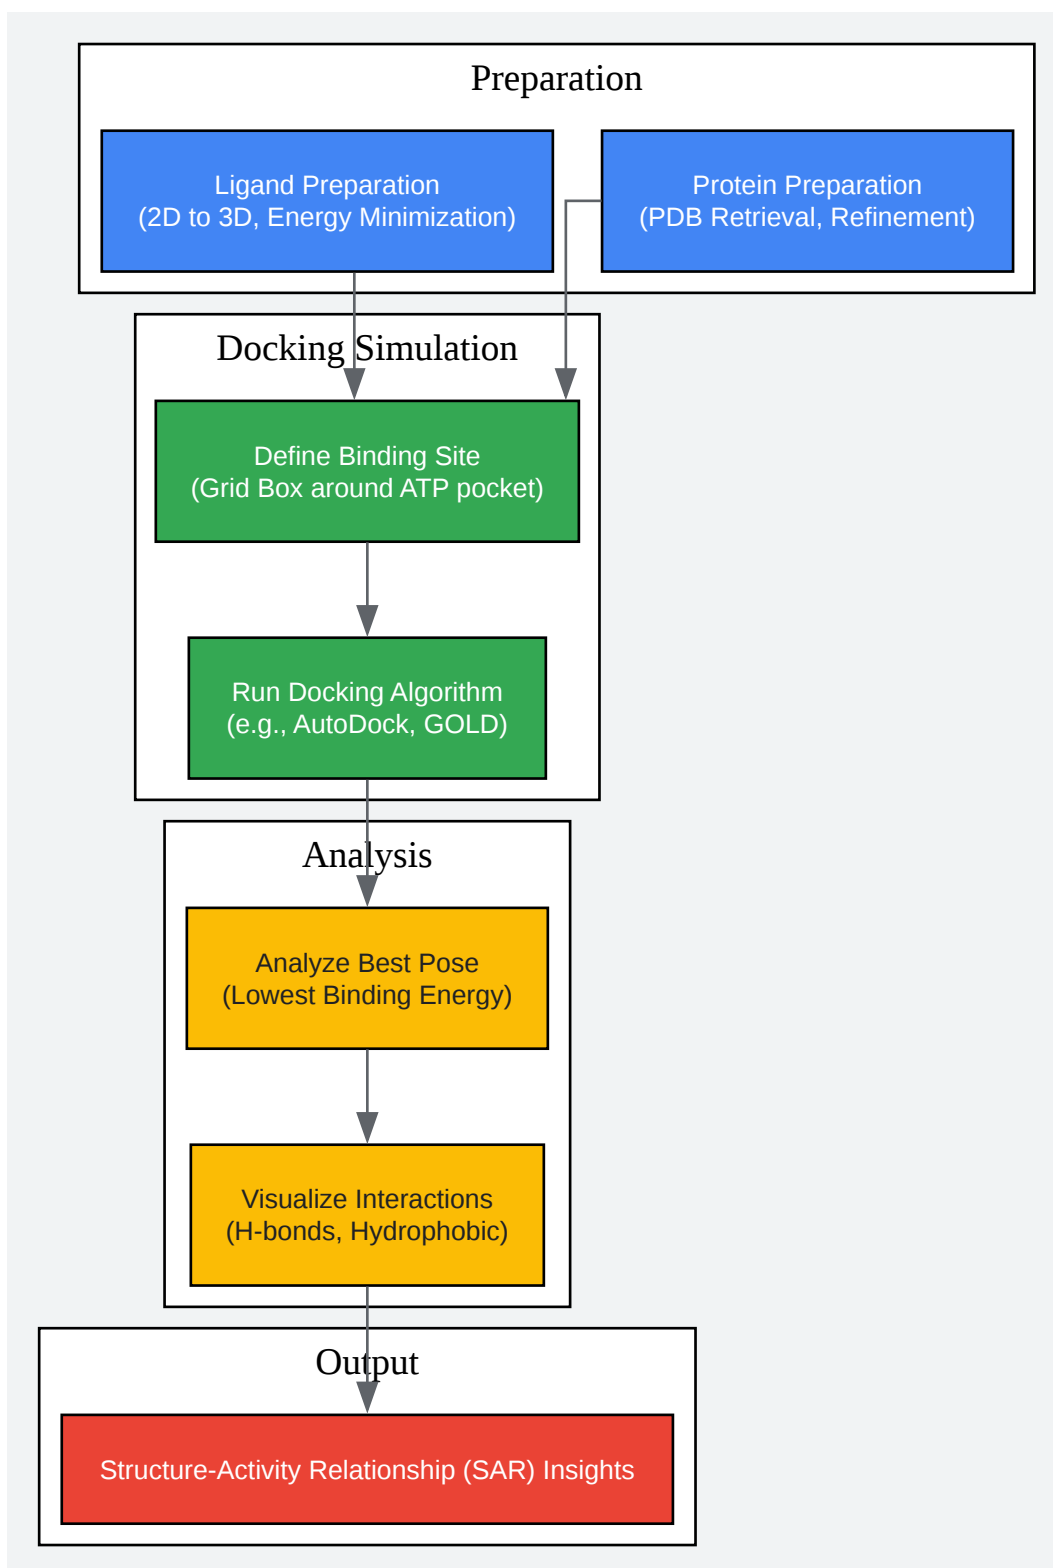 Preparation
Ligand Preparation
(2D to 3D, Energy Minimization)
Protein Preparation
(PDB Retrieval, Refinement)
Docking Simulation
Define Binding Site
(Grid Box around ATP pocket)
Run Docking Algorithm
(e.g., AutoDock, GOLD)
Analysis
Analyze Best Pose
(Lowest Binding Energy)
Visualize Interactions
(H-bonds, Hydrophobic)
Output
Structure-Activity Relationship (SAR) Insights